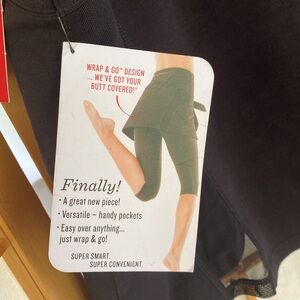 WRAP & GO™ DESIGN
... WE'VE GOT YOUR
BUTT COVERED!™
Finally!
• A great new piece!
• Versatile – handy pockets
• Easy over anything...
just wrap & go!
SUPER SMART.
SUPER CONVENIENT.